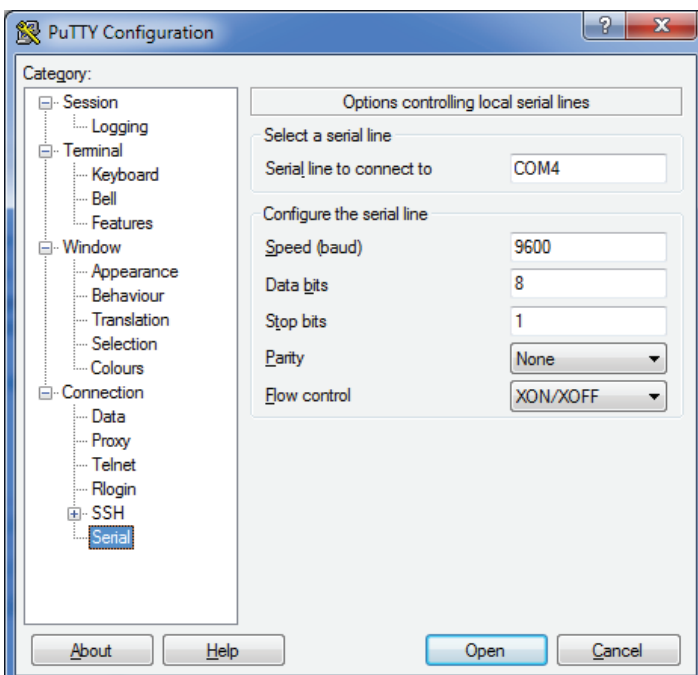 PuTTY Configuration
?
X
Category:
Session
Logging
Terminal
Keyboard
Bell
Features
Window
Appearance
Behaviour
Translation
Selection
Colours
Connection
Data
Proxy
Telnet
Rlogin
SSH
Serial
Options controlling local serial lines
Select a serial line
Serial line to connect to COM4
Configure the serial line
Speed (baud) 9600
Data bits 8
Stop bits 1
Parity None
Flow control XON/XOFF
About Help Open Cancel